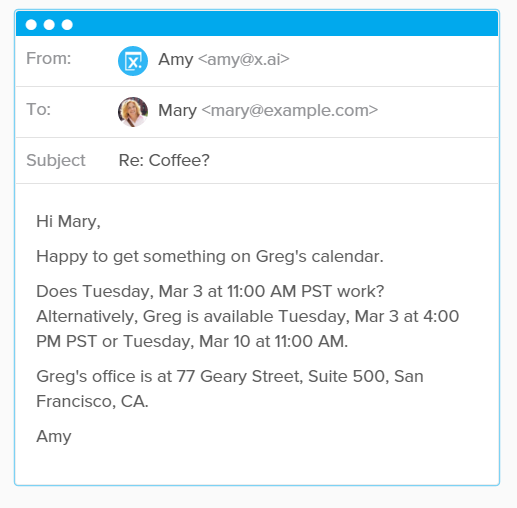 From: Amy <amy@x.ai>
To: Mary <mary@example.com>
Subject Re: Coffee?
Hi Mary,
Happy to get something on Greg's calendar.
Does Tuesday, Mar 3 at 11:00 AM PST work?
Alternatively, Greg is available Tuesday, Mar 3 at 4:00
PM PST or Tuesday, Mar 10 at 11:00 AM.
Greg's office is at 77 Geary Street, Suite 500, San
Francisco, CA.
Amy